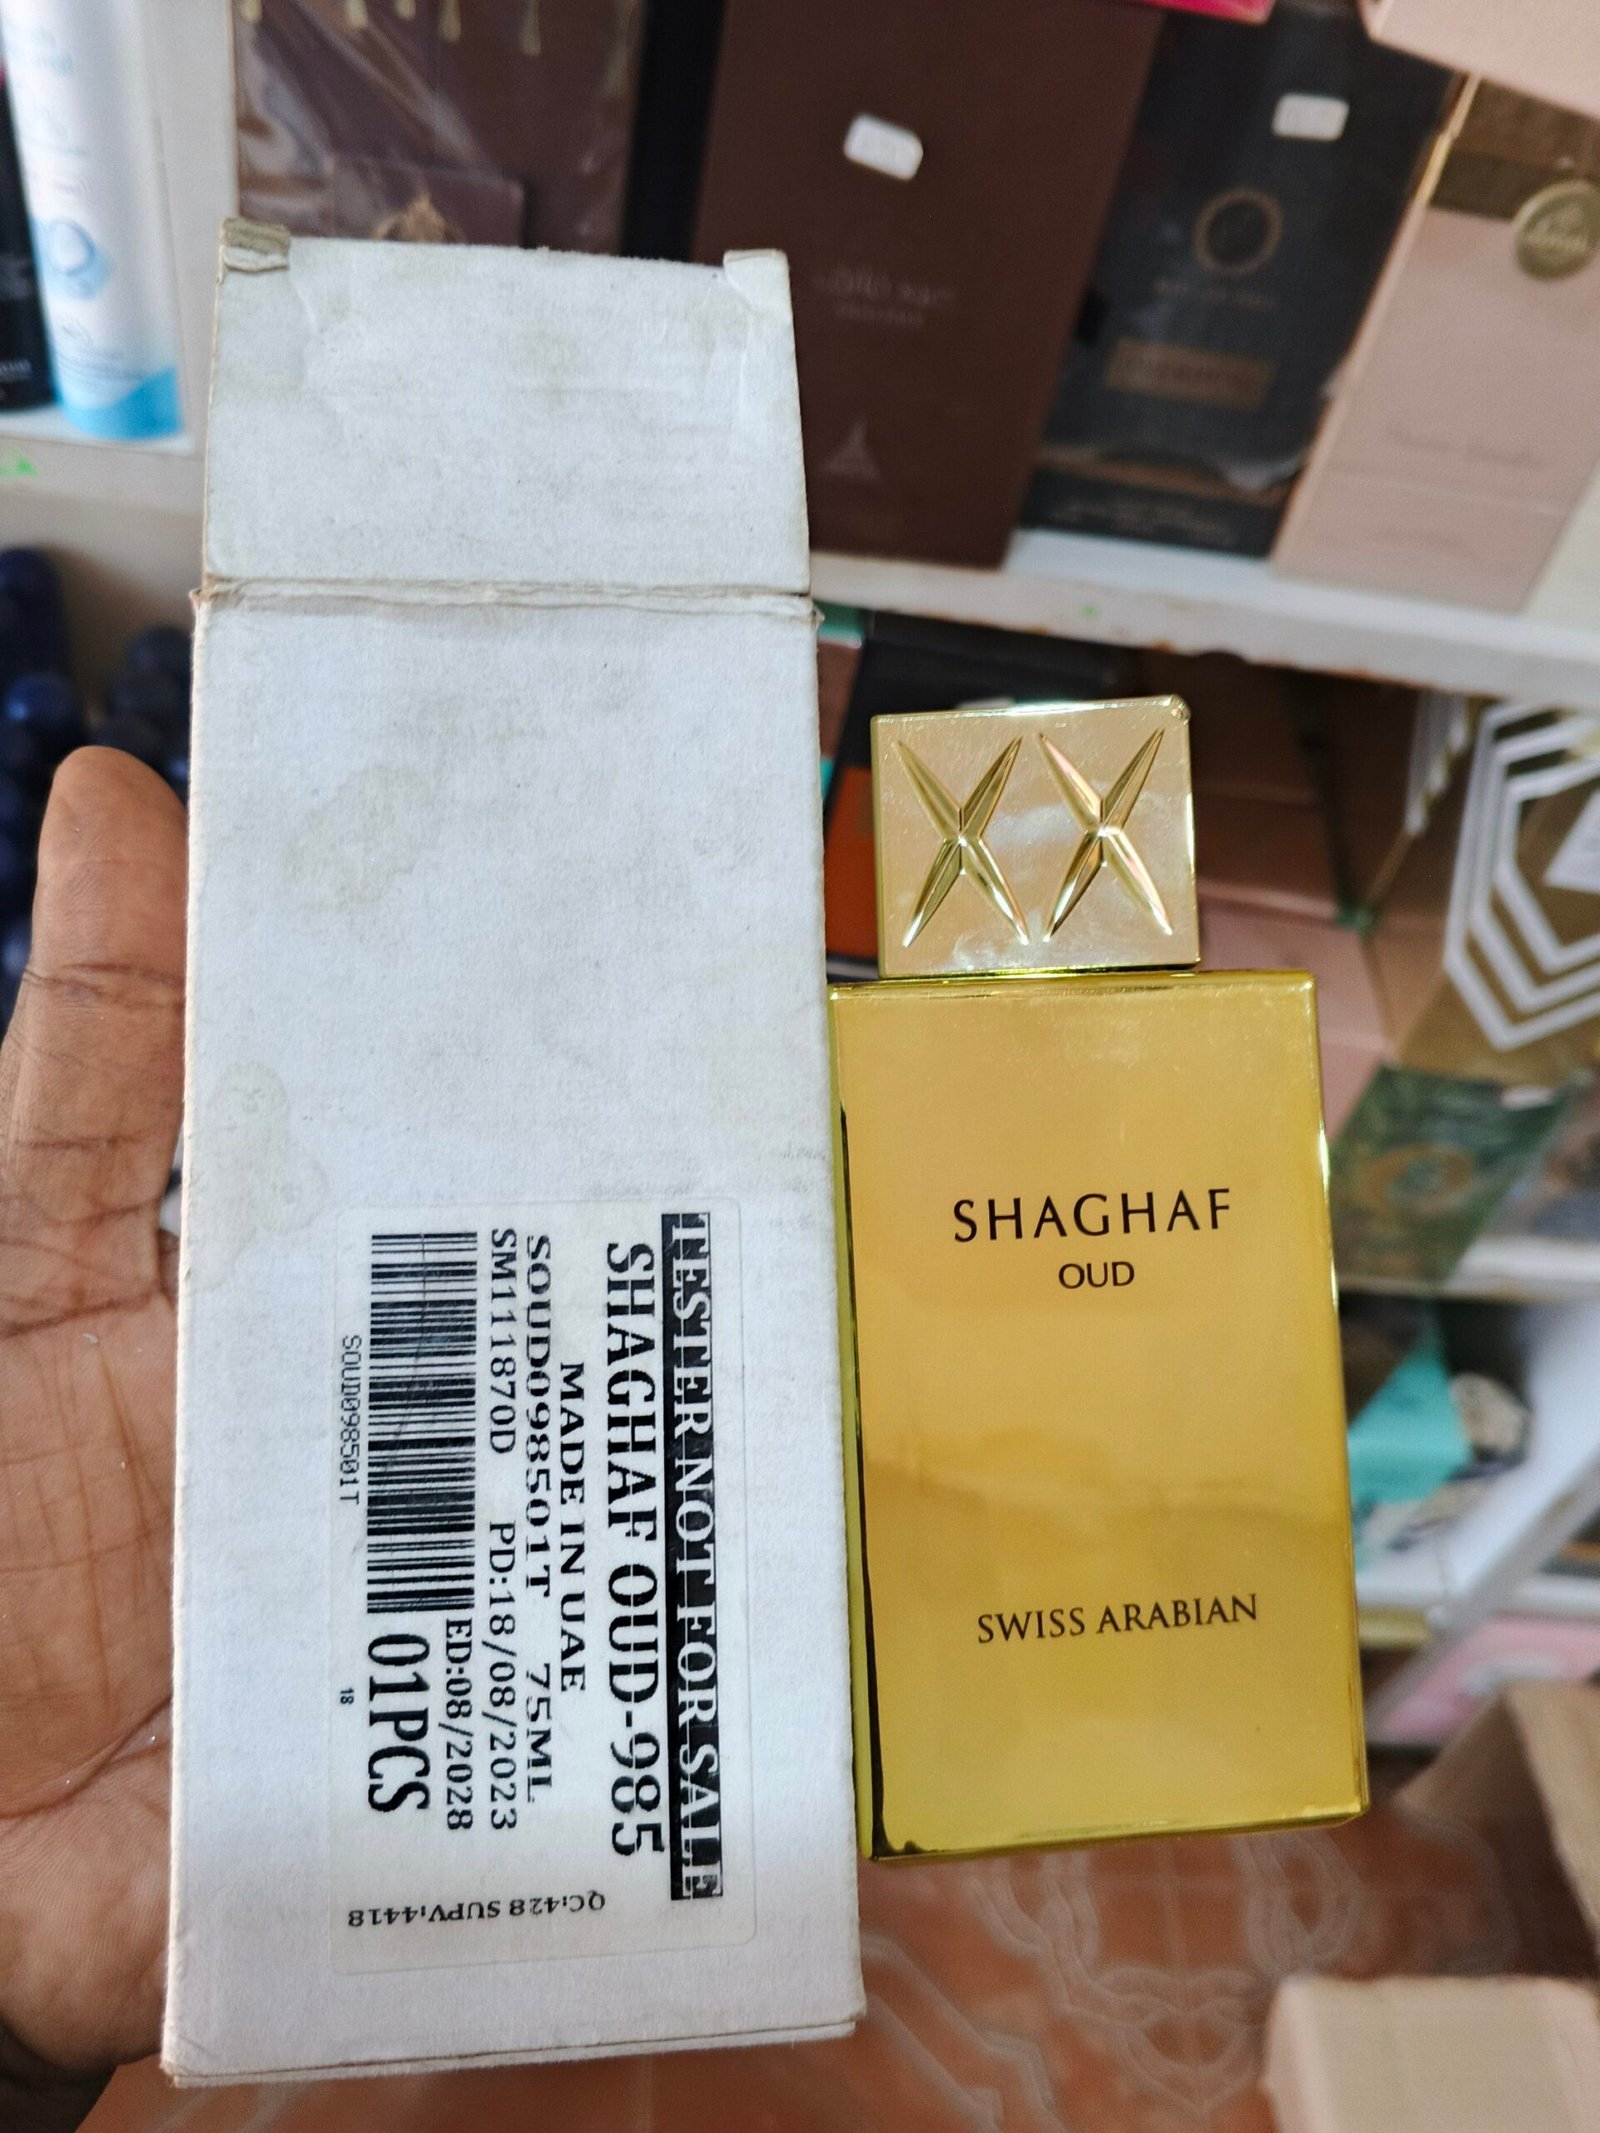 TESTER NOT FOR SALE
SHAGHAF OUD-985
MADE IN UAE
SOUD098501T 75ML
SM111870D PD:18/08/2023
ED:08/2028
01PCS
SOUD098501T
18
QC:428 SUPV:4418
SHAGHAF
OUD
SWISS ARABIAN